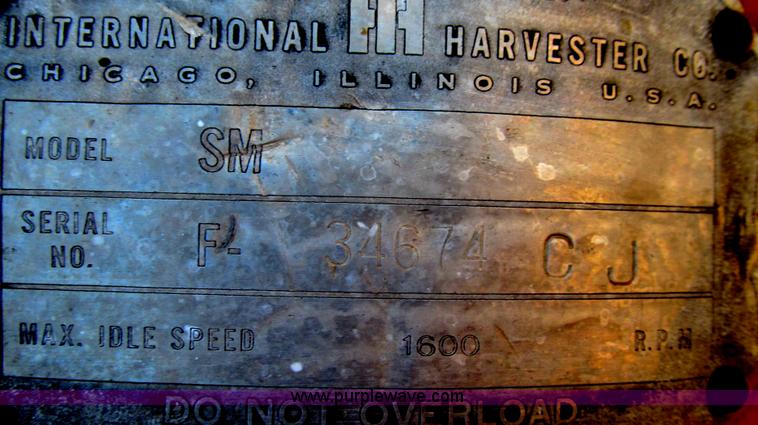 INTERNATIONAL IH HARVESTER CO.
CHICAGO, ILLINOIS U.S.A.
MODEL SM
SERIAL NO. F- 34674 C J
MAX. IDLE SPEED 1600 R.P.M
www.purplewave.com
DO NOT OVERLOAD